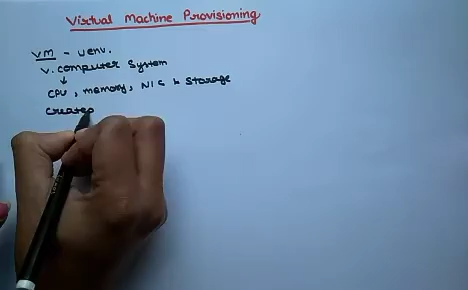 Virtual Machine Provisioning
VM - venv.
V. computer System
↓
CPU, memory, NIC & Storage
Created